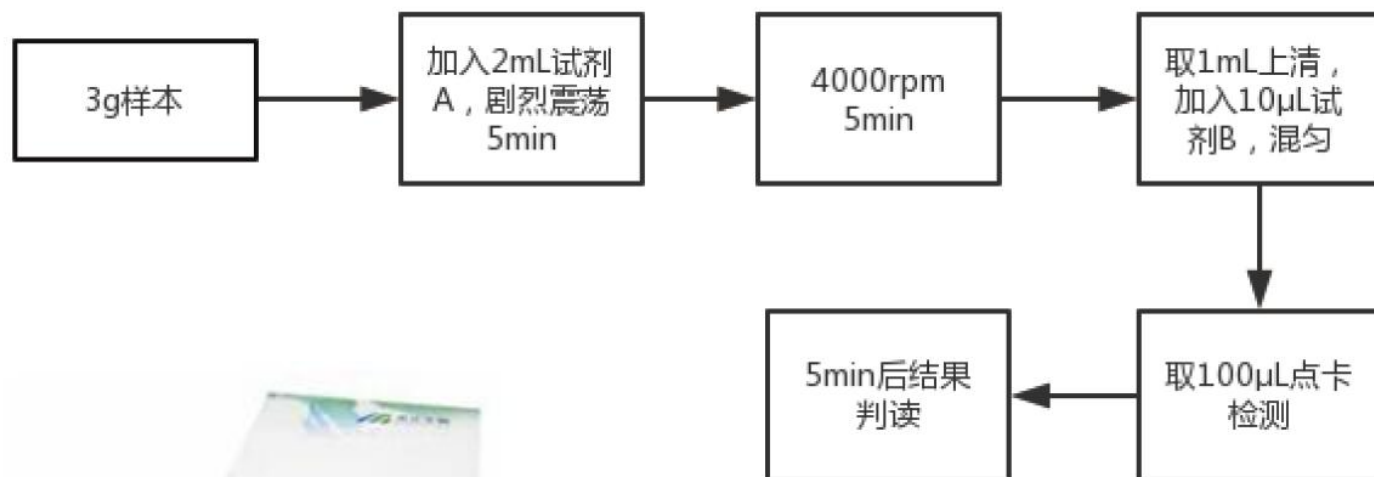 3g样本
加入2mL试剂
A，剧烈震荡
5min
4000rpm
5min
取1mL上清，
加入10μL试
剂B，混匀
取100μL点卡
检测
5min后结果
判读